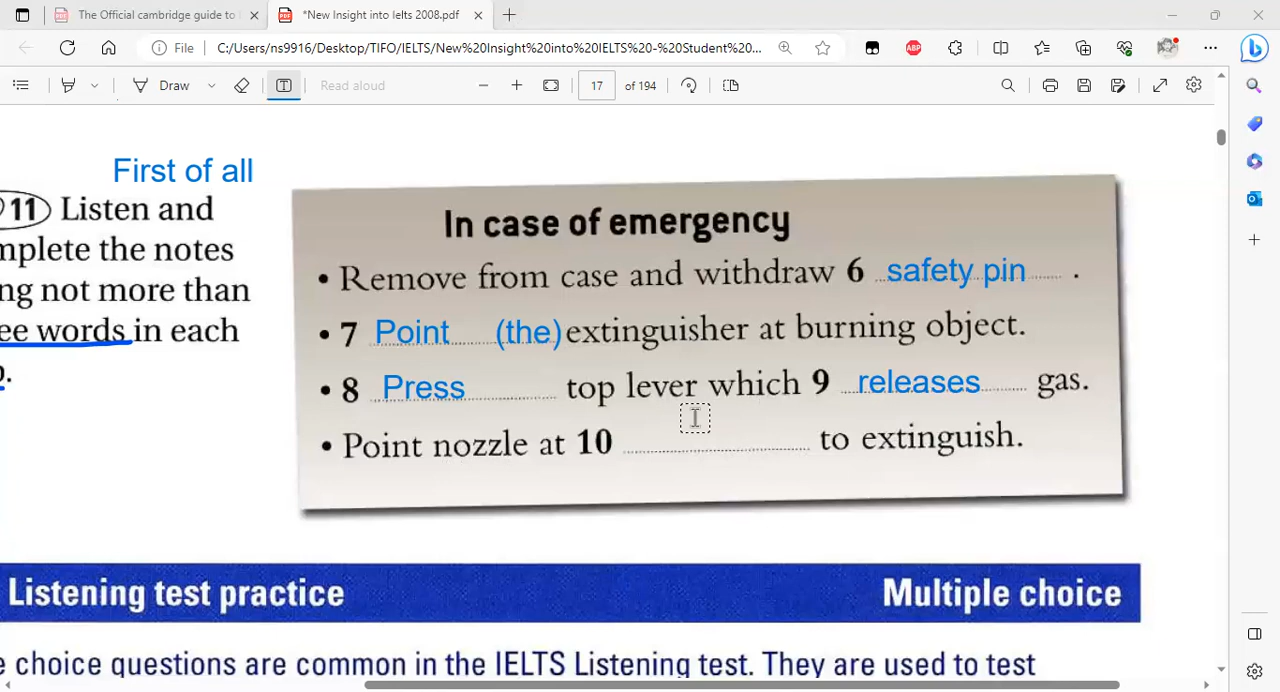 The Official cambridge guide to
*New Insight into Ielts 2008.pdf
File
C:/Users/ns9916/Desktop/TIFO/IELTS/New%20Insight%20into%20IELTS%20-%20Student%20...
ABP
Draw
Read aloud
17
of 194
First of all
11 Listen and
mplete the notes
ng not more than
ee words in each
.
In case of emergency
• Remove from case and withdraw 6 safety pin .
• 7 Point (the) extinguisher at burning object.
• 8 Press top lever which 9 releases gas.
• Point nozzle at 10 to extinguish.
Listening test practice
Multiple choice
e choice questions are common in the IELTS Listening test. They are used to test